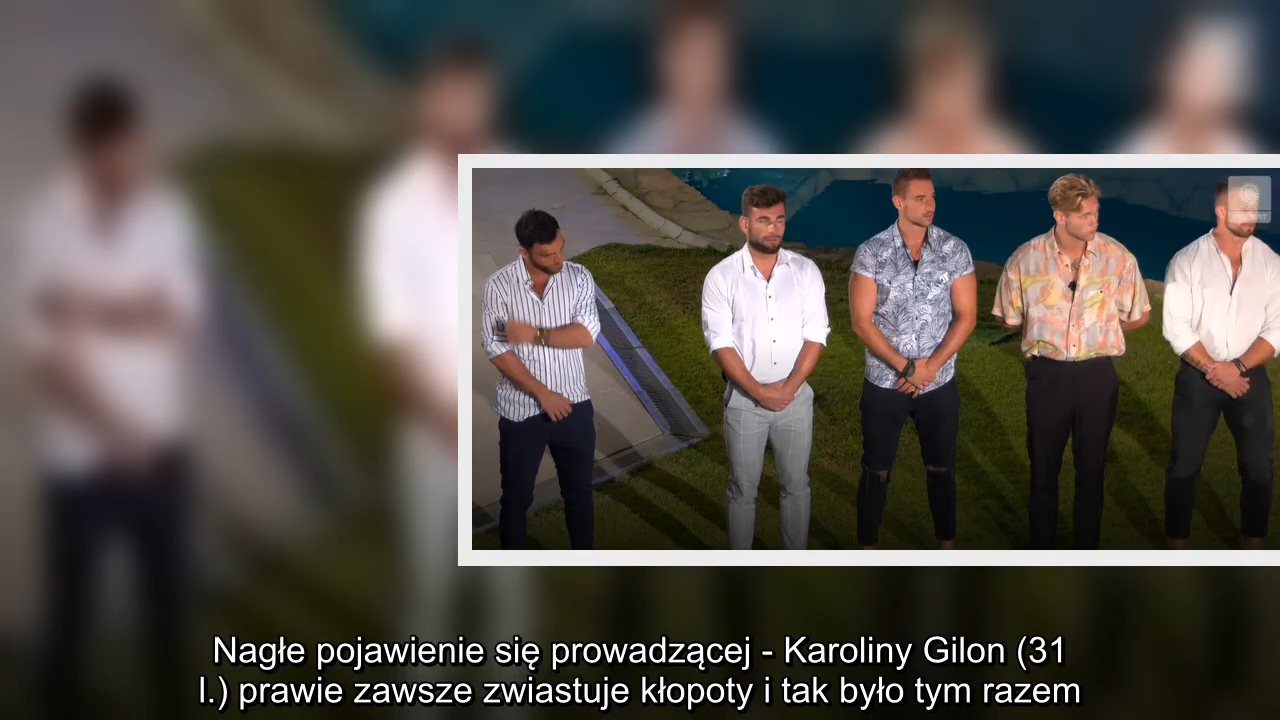 Nagłe pojawienie się prowadzącej - Karoliny Gilon (31
l.) prawie zawsze zwiastuje kłopoty i tak było tym razem